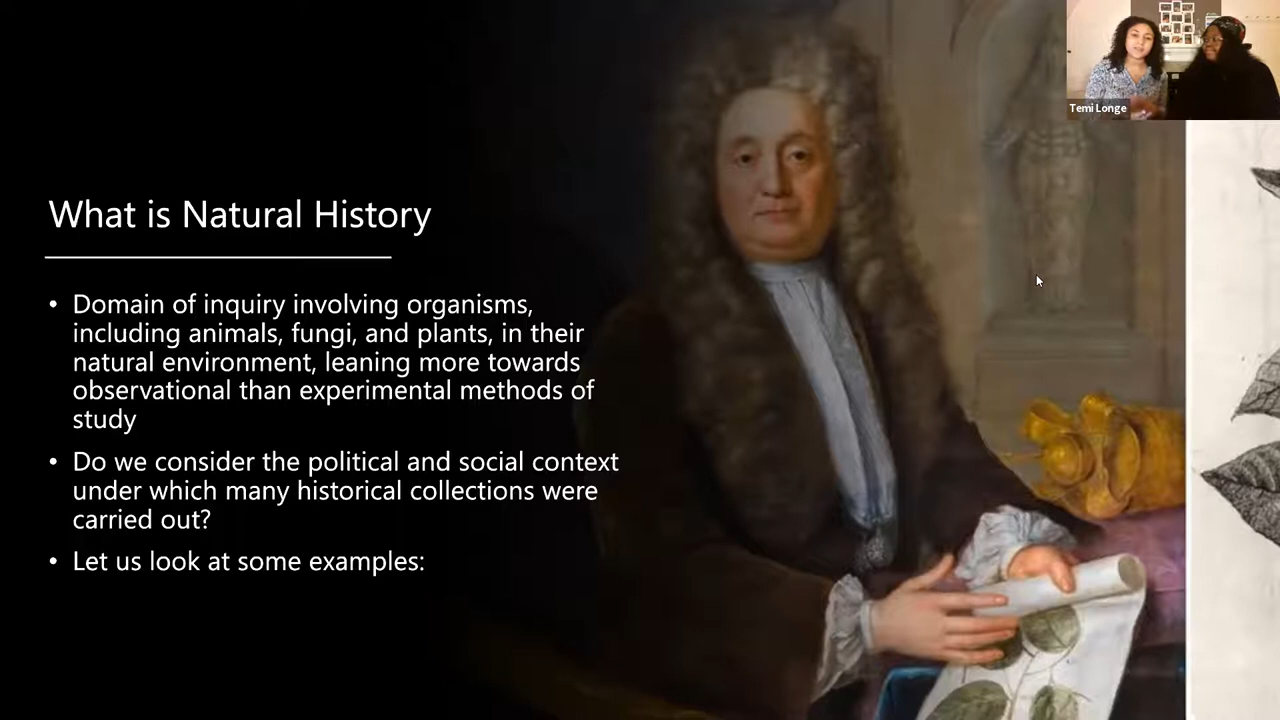 Temi Longe
What is Natural History
• Domain of inquiry involving organisms,
including animals, fungi, and plants, in their
natural environment, leaning more towards
observational than experimental methods of
study
• Do we consider the political and social context
under which many historical collections were
carried out?
• Let us look at some examples: